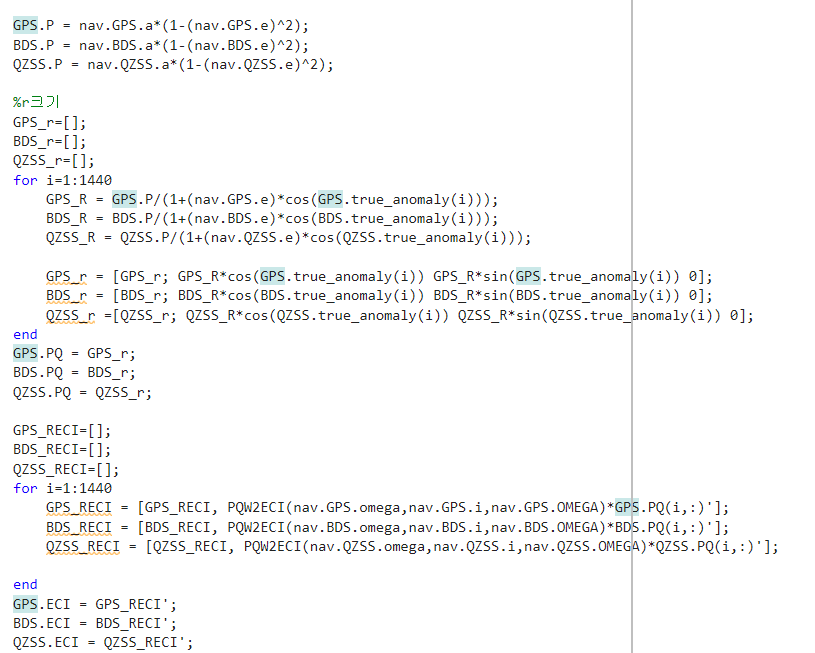 GPS.P = nav.GPS.a*(1-(nav.GPS.e)^2);
BDS.P = nav.BDS.a*(1-(nav.BDS.e)^2);
QZSS.P = nav.QZSS.a*(1-(nav.QZSS.e)^2);
%r크기
GPS_r=[];
BDS_r=[];
QZSS_r=[];
for i=1:1440
GPS_R = GPS.P/(1+(nav.GPS.e)*cos(GPS.true_anomaly(i)));
BDS_R = BDS.P/(1+(nav.BDS.e)*cos(BDS.true_anomaly(i)));
QZSS_R = QZSS.P/(1+(nav.QZSS.e)*cos(QZSS.true_anomaly(i)));
GPS_r = [GPS_r; GPS_R*cos(GPS.true_anomaly(i)) GPS_R*sin(GPS.true_anomaly(i)) 0];
BDS_r = [BDS_r; BDS_R*cos(BDS.true_anomaly(i)) BDS_R*sin(BDS.true_anomaly(i)) 0];
QZSS_r =[QZSS_r; QZSS_R*cos(QZSS.true_anomaly(i)) QZSS_R*sin(QZSS.true_anomaly(i)) 0];
end
GPS.PQ = GPS_r;
BDS.PQ = BDS_r;
QZSS.PQ = QZSS_r;
GPS_RECI=[];
BDS_RECI=[];
QZSS_RECI=[];
for i=1:1440
GPS_RECI = [GPS_RECI, PQW2ECI(nav.GPS.omega,nav.GPS.i,nav.GPS.OMEGA)*GPS.PQ(i,:)'];
BDS_RECI = [BDS_RECI, PQW2ECI(nav.BDS.omega,nav.BDS.i,nav.BDS.OMEGA)*BDS.PQ(i,:)'];
QZSS_RECI = [QZSS_RECI, PQW2ECI(nav.QZSS.omega,nav.QZSS.i,nav.QZSS.OMEGA)*QZSS.PQ(i,:)'];
end
GPS.ECI = GPS_RECI';
BDS.ECI = BDS_RECI';
QZSS.ECI = QZSS_RECI';